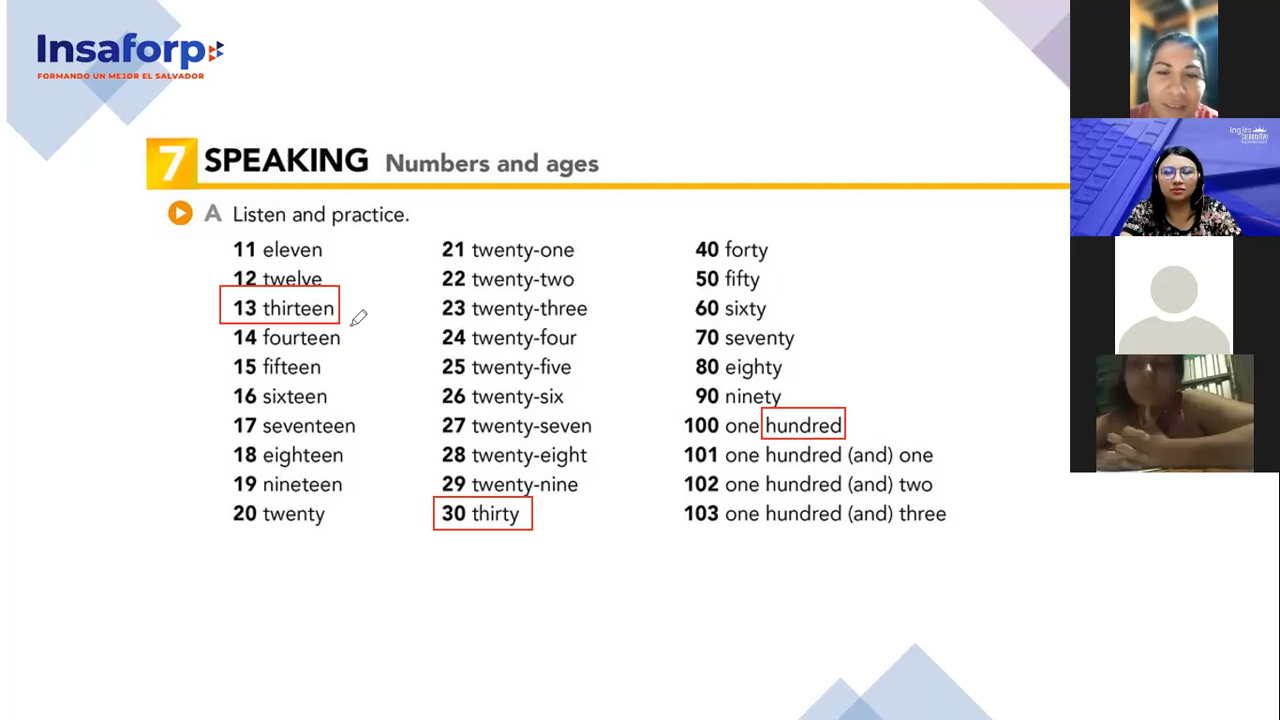 Insaforp
FORMANDO UN MEJOR EL SALVADOR
7 SPEAKING Numbers and ages
A Listen and practice.
11 eleven
12 twelve
13 thirteen
14 fourteen
15 fifteen
16 sixteen
17 seventeen
18 eighteen
19 nineteen
20 twenty
21 twenty-one
22 twenty-two
23 twenty-three
24 twenty-four
25 twenty-five
26 twenty-six
27 twenty-seven
28 twenty-eight
29 twenty-nine
30 thirty
40 forty
50 fifty
60 sixty
70 seventy
80 eighty
90 ninety
100 one hundred
101 one hundred (and) one
102 one hundred (and) two
103 one hundred (and) three
Ingles